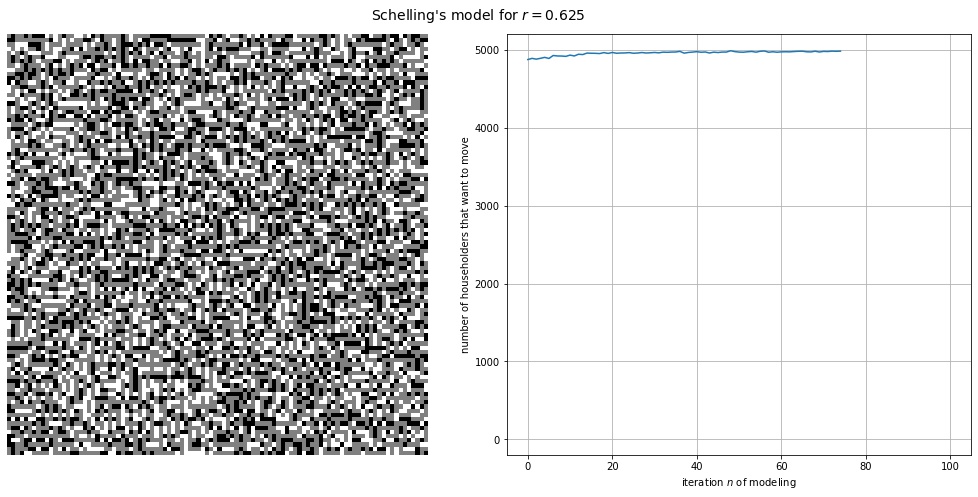 Schelling's model for r = 0.625
number of householders that want to move
5000
4000
3000
2000
1000
0
0 20 40 60 80 100
iteration n of modeling